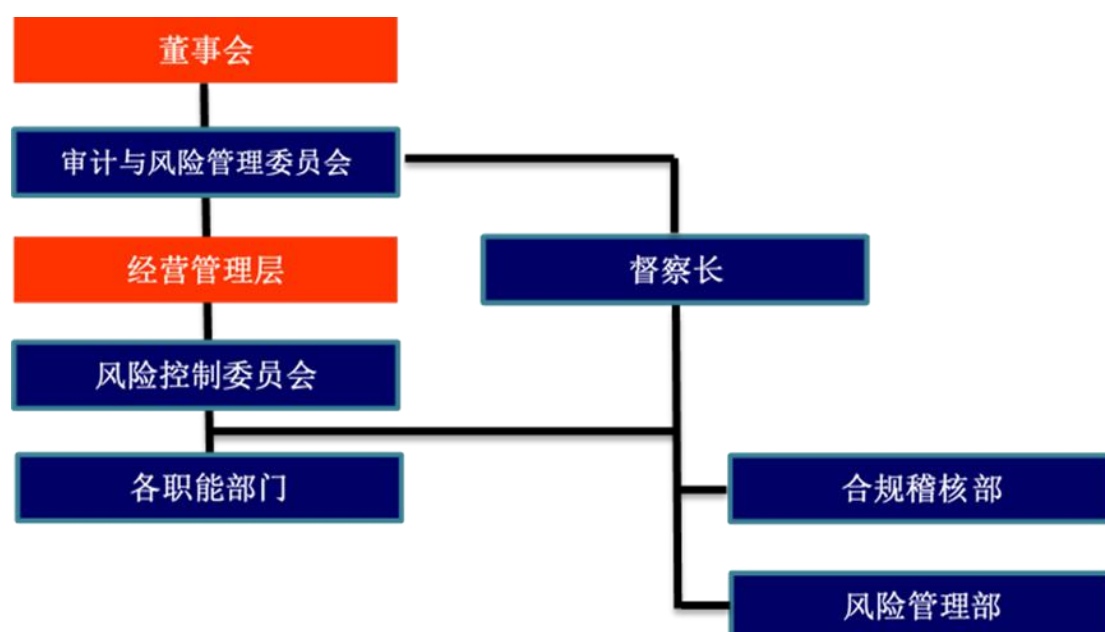 董事会
审计与风险管理委员会
经营管理层
督察长
风险控制委员会
各职能部门
合规稽核部
风险管理部